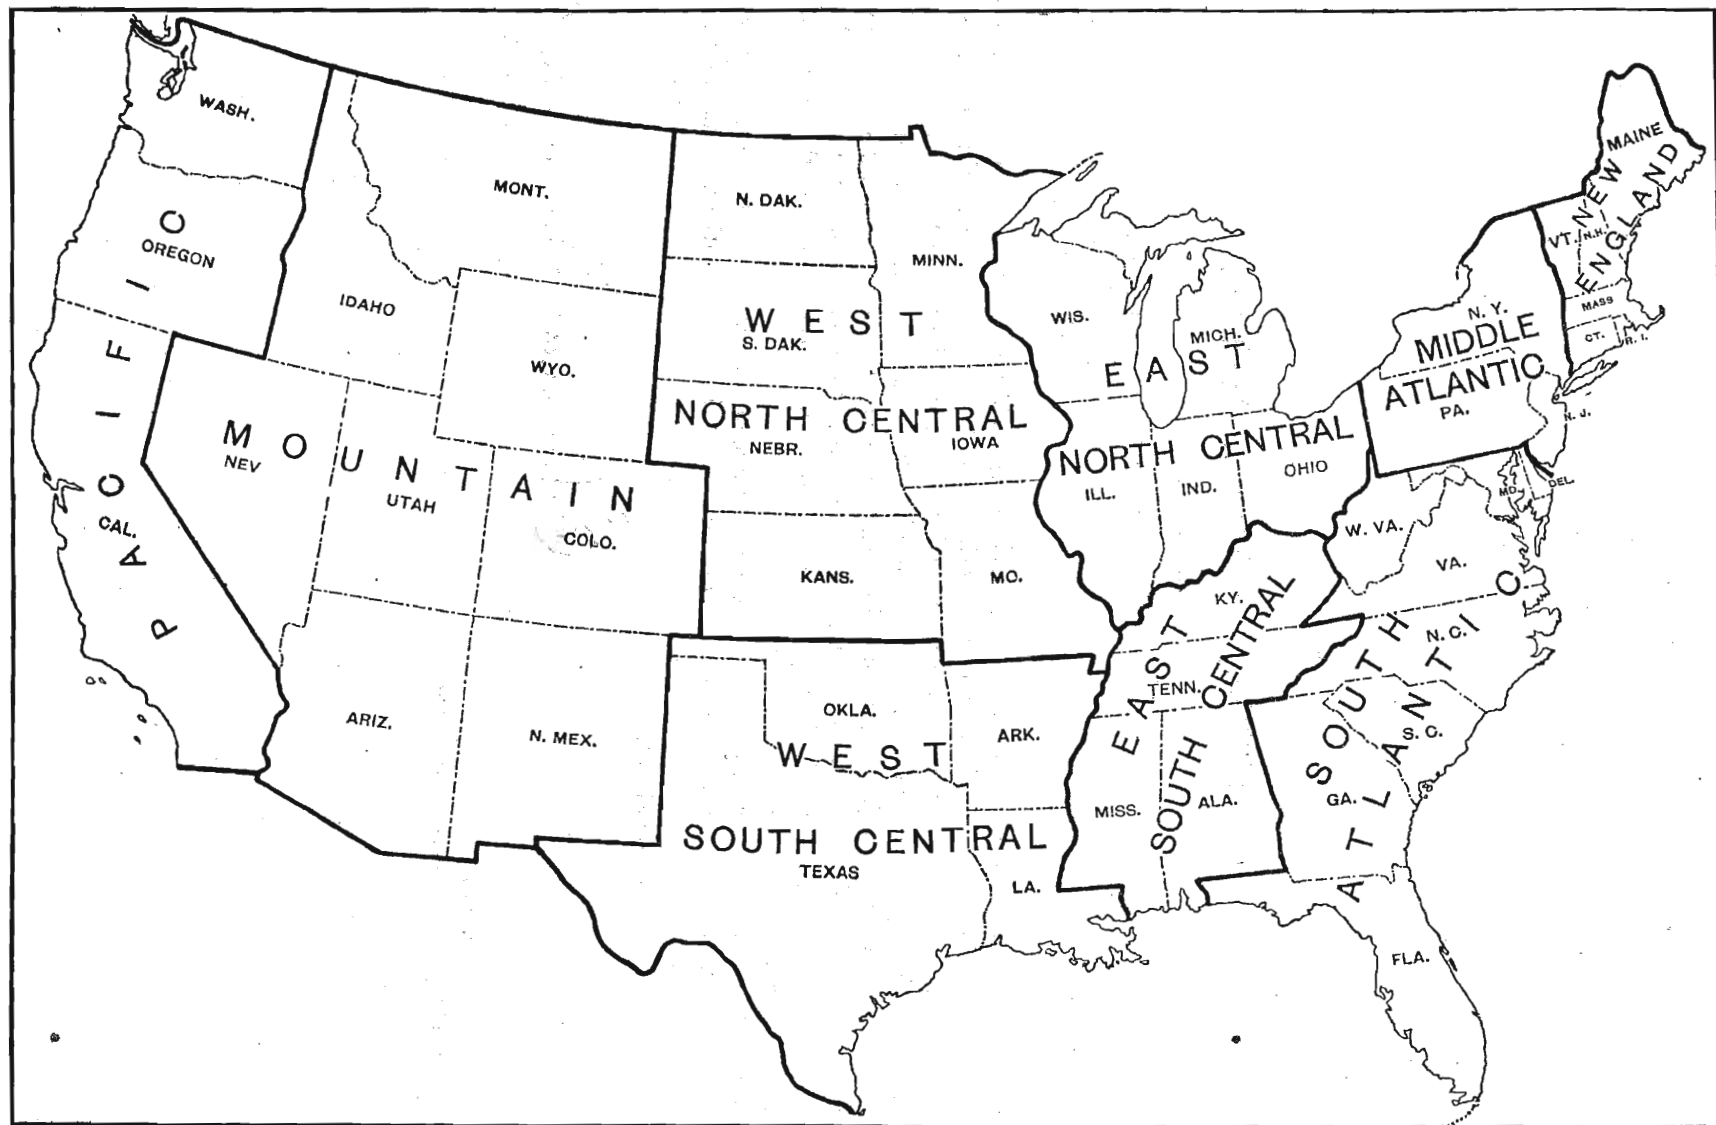 WASH.
OREGON
CAL.
PACIFIC
MONT.
IDAHO
WYO.
NEV
UTAH
COLO.
ARIZ.
N. MEX.
MOUNTAIN
N. DAK.
MINN.
S. DAK.
NEBR.
IOWA
KANS.
MO.
WEST
NORTH CENTRAL
WIS.
MICH.
ILL.
IND.
OHIO
EAST
NORTH CENTRAL
OKLA.
ARK.
TEXAS
LA.
WEST
SOUTH CENTRAL
KY.
TENN.
MISS.
ALA.
EAST
SOUTH CENTRAL
W. VA.
VA.
MD.
DEL.
N. C.
S. C.
GA.
FLA.
SOUTH
ATLANTIC
N. Y.
PA.
N. J.
MIDDLE
ATLANTIC
MAINE
VT.
N.H.
MASS
CT.
R. I.
NEW
ENGLAND